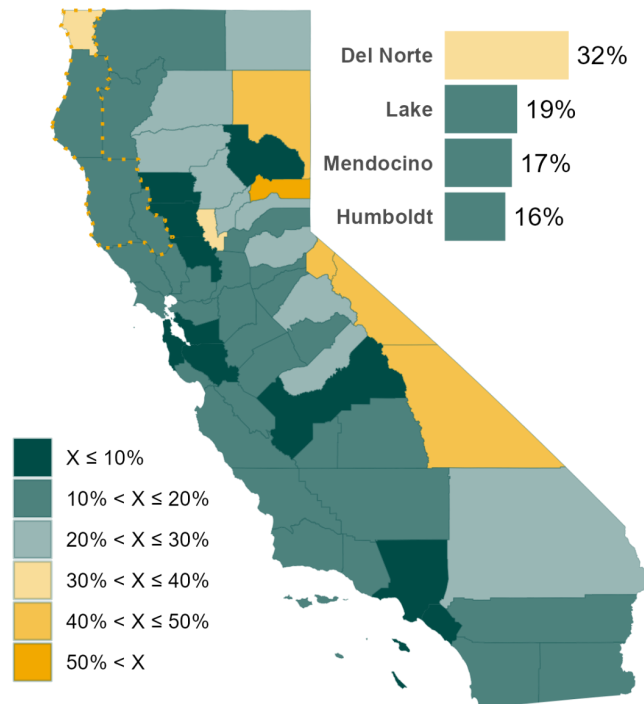 Del Norte 32%
Lake 19%
Mendocino 17%
Humboldt 16%
X ≤ 10%
10% < X ≤ 20%
20% < X ≤ 30%
30% < X ≤ 40%
40% < X ≤ 50%
50% < X